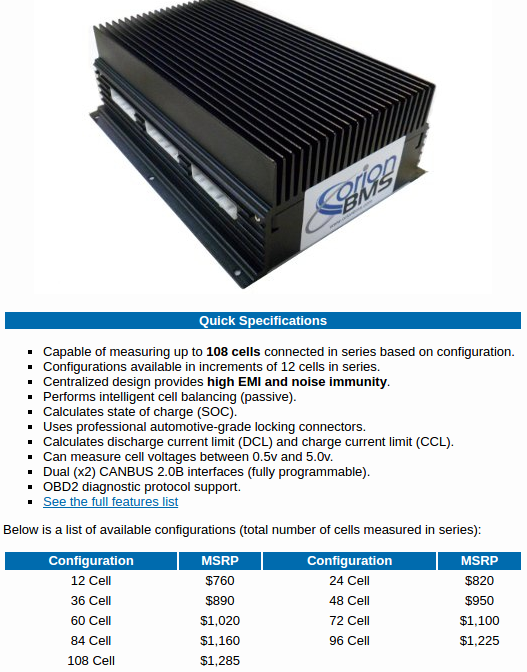 orion
BMS
Quick Specifications
Capable of measuring up to 108 cells connected in series based on configuration.
Configurations available in increments of 12 cells in series.
Centralized design provides high EMI and noise immunity.
Performs intelligent cell balancing (passive).
Calculates state of charge (SOC).
Uses professional automotive-grade locking connectors.
Calculates discharge current limit (DCL) and charge current limit (CCL).
Can measure cell voltages between 0.5v and 5.0v.
Dual (x2) CANBUS 2.0B interfaces (fully programmable).
OBD2 diagnostic protocol support.
See the full features list
Below is a list of available configurations (total number of cells measured in series):
Configuration MSRP Configuration MSRP
12 Cell $760 24 Cell $820
36 Cell $890 48 Cell $950
60 Cell $1,020 72 Cell $1,100
84 Cell $1,160 96 Cell $1,225
108 Cell $1,285